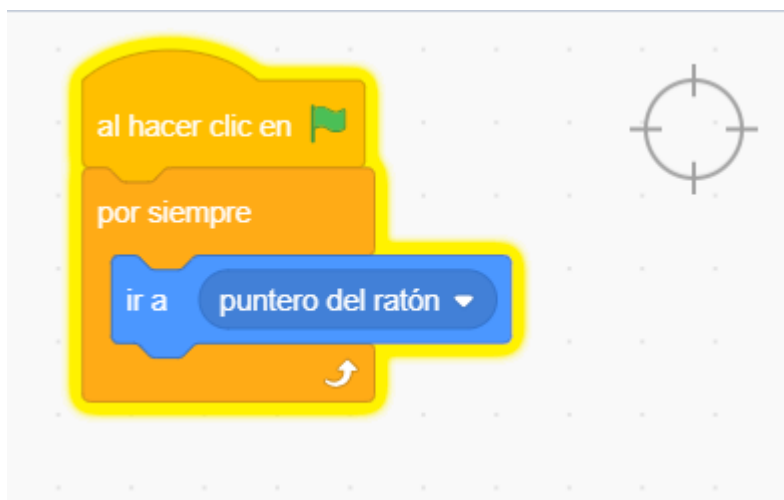 al hacer clic en
por siempre
ir a puntero del ratón